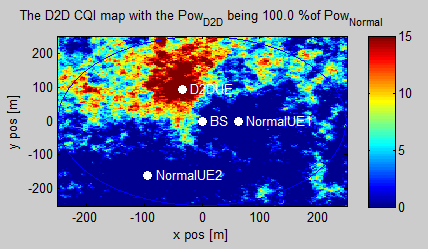 The D2D CQI map with the Pow_D2D being 100.0 %of Pow_Normal
y pos [m]
200
100
0
-100
-200
D2DUE
BS
NormalUE1
NormalUE2
-200
-100
0
100
200
x pos [m]
15
10
5
0